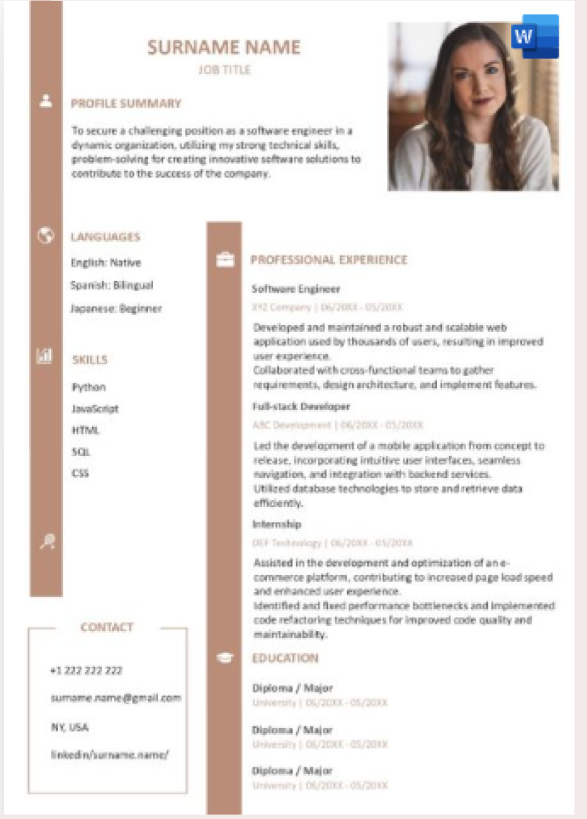 W
SURNAME NAME
JOB TITLE
PROFILE SUMMARY
To secure a challenging position as a software engineer in a
dynamic organization, utilizing my strong technical skills,
problem-solving for creating innovative software solutions to
contribute to the success of the company.
LANGUAGES
English: Native
Spanish: Bilingual
Japanese: Beginner
SKILLS
Python
JavaScript
HTML
SQL
CSS
CONTACT
+1 222 222 222
surname.name@gmail.com
NY, USA
linkedin/surname.name/
PROFESSIONAL EXPERIENCE
Software Engineer
XYZ Company | 06/20XX - 05/20XX
Developed and maintained a robust and scalable web
application used by thousands of users, resulting in improved
user experience.
Collaborated with cross-functional teams to gather
requirements, design architecture, and implement features.
Full-stack Developer
ABC Development | 06/20XX - 05/20XX
Led the development of a mobile application from concept to
release, incorporating intuitive user interfaces, seamless
navigation, and integration with backend services.
Utilized database technologies to store and retrieve data
efficiently.
Internship
DEF Technology | 06/20XX - 05/20XX
Assisted in the development and optimization of an e-
commerce platform, contributing to increased page load speed
and enhanced user experience.
Identified and fixed performance bottlenecks and implemented
code refactoring techniques for improved code quality and
maintainability.
EDUCATION
Diploma / Major
University | 06/20XX - 05/20XX
Diploma / Major
University | 06/20XX - 05/20XX
Diploma / Major
University | 06/20XX - 05/20XX